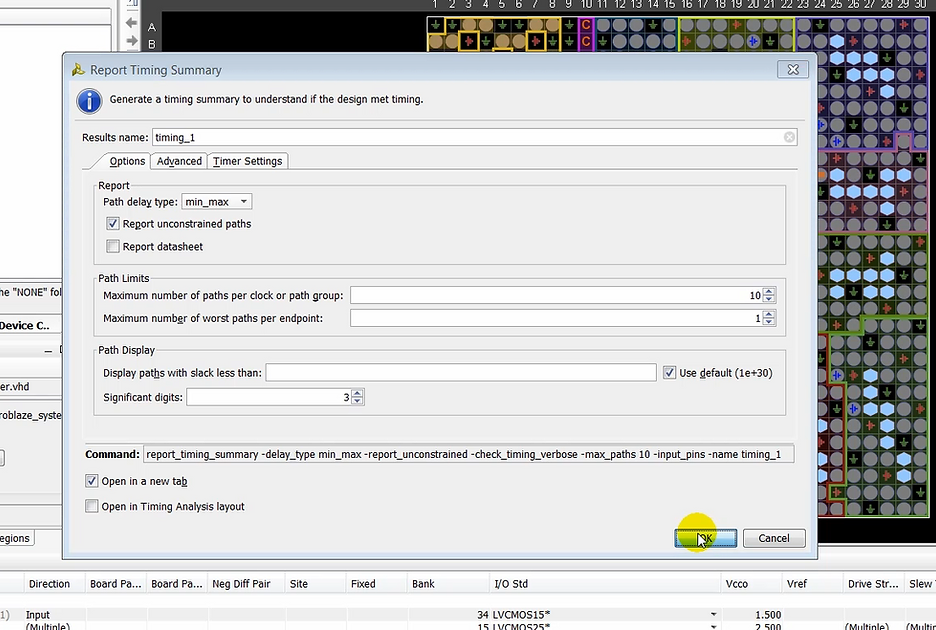 1 2 3 4 5 6 7 8 9 10 11 12 13 14 15 16 17 18 19 20 21 22 23 24 25 26 27 28 29 30
A
B
Report Timing Summary
Generate a timing summary to understand if the design met timing.
Results name: timing_1
Options Advanced Timer Settings
Report
Path delay type: min_max
Report unconstrained paths
Report datasheet
Path Limits
he "NONE" fol
Maximum number of paths per clock or path group: 10
Maximum number of worst paths per endpoint: 1
Device C..
Path Display
Display paths with slack less than: Use default (1e+30)
er.vhd
Significant digits: 3
roblaze_syste
Command: report_timing_summary -delay_type min_max -report_unconstrained -check_timing_verbose -max_paths 10 -input_pins -name timing_1
Open in a new tab
Open in Timing Analysis layout
egions
OK Cancel
Direction Board Pa... Board Pa... Neg Diff Pair Site Fixed Bank I/O Std Vcco Vref Drive Str... Slew
1) Input 34 LVCMOS15* 1.500
(Multiple) 15 LVCMOS25* 2.500 (Multiple) (Multi